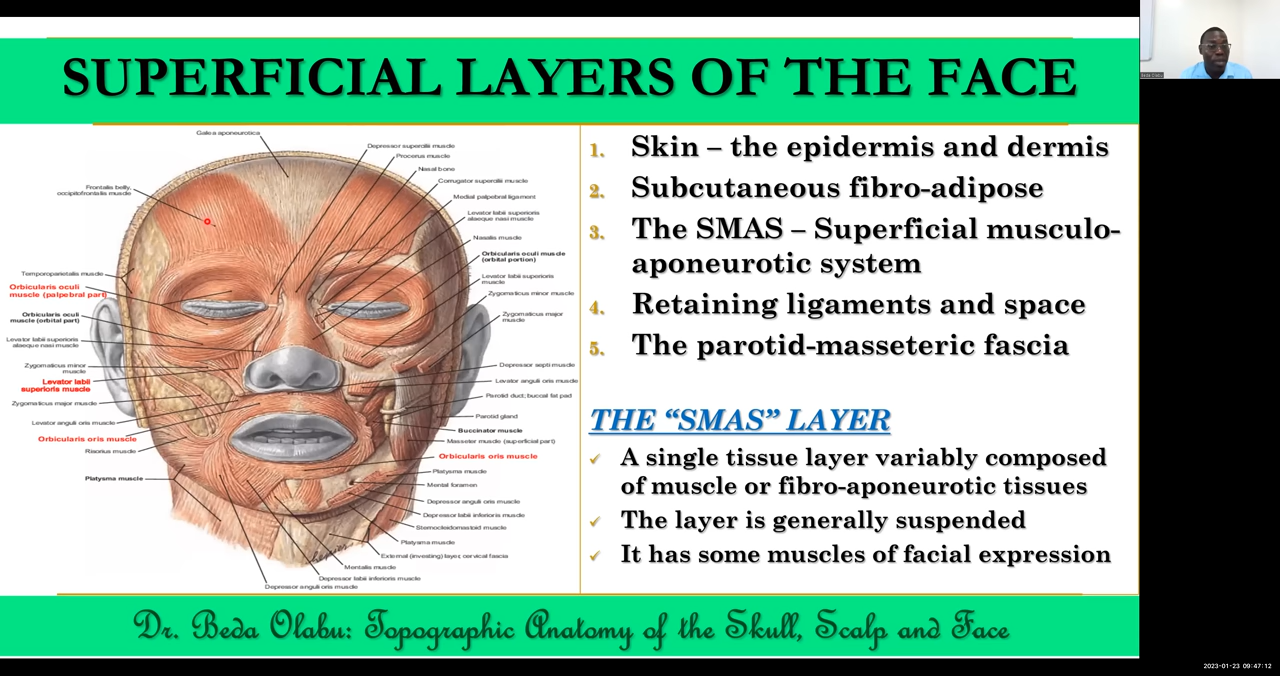 SUPERFICIAL LAYERS OF THE FACE
Galea aponeurotica
Depressor supercilii muscle
Procerus muscle
Nasal bone
Corrugator supercilii muscle
Medial palpebral ligament
Levator labii superioris
alaeque nasi muscle
Nasalis muscle
Orbicularis oculi muscle
(orbital portion)
Levator labii superioris
muscle
Zygomaticus minor muscle
Zygomaticus major
muscle
Depressor septi muscle
Levator anguli oris muscle
Parotid duct; buccal fat pad
Parotid gland
Buccinator muscle
Masseter muscle (superficial part)
Orbicularis oris muscle
Platysma muscle
Mental foramen
Depressor anguli oris muscle
Depressor labii inferioris muscle
Sternocleidomastoid muscle
Platysma muscle
External (investing) layer, cervical fascia
Mentalis muscle
Depressor labii inferioris muscle
Depressor anguli oris muscle
Frontalis belly,
occipitofrontalis muscle
Temporoparietalis muscle
Orbicularis oculi
muscle (palpebral part)
Orbicularis oculi
muscle (orbital part)
Levator labii superioris
alaeque nasi muscle
Zygomaticus minor
muscle
Levator labii
superioris muscle
Zygomaticus major muscle
Levator anguli oris muscle
Orbicularis oris muscle
Risorius muscle
Platysma muscle
1. Skin – the epidermis and dermis
2. Subcutaneous fibro-adipose
3. The SMAS – Superficial musculo-
aponeurotic system
4. Retaining ligaments and space
5. The parotid-masseteric fascia
THE “SMAS” LAYER
✓ A single tissue layer variably composed
of muscle or fibro-aponeurotic tissues
✓ The layer is generally suspended
✓ It has some muscles of facial expression
Dr. Beda Olabu: Topographic Anatomy of the Skull, Scalp and Face
Beda Olabu
2023-01-23 09:47:12